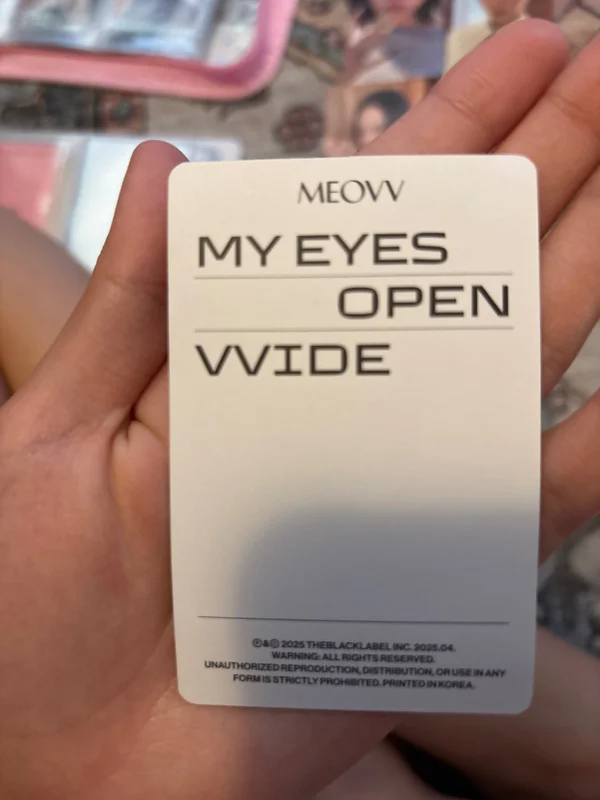 MEOVV
MY EYES
OPEN
VVIDE
Ⓟ&© 2025 THEBLACKLABEL INC. 2025.04.
WARNING: ALL RIGHTS RESERVED.
UNAUTHORIZED REPRODUCTION, DISTRIBUTION, OR USE IN ANY
FORM IS STRICTLY PROHIBITED. PRINTED IN KOREA.